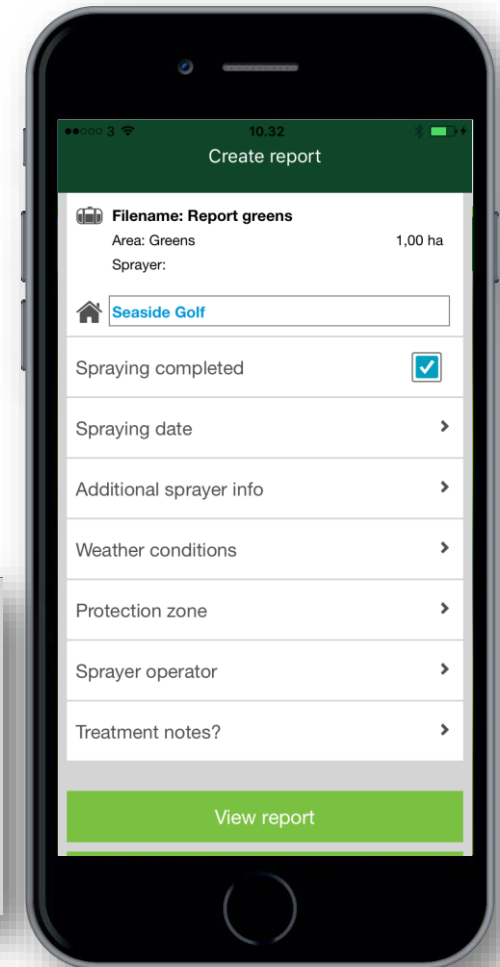 3 10.32
Create report
Filename: Report greens
Area: Greens 1,00 ha
Sprayer:
Seaside Golf
Spraying completed
Spraying date
Additional sprayer info
Weather conditions
Protection zone
Sprayer operator
Treatment notes?
View report